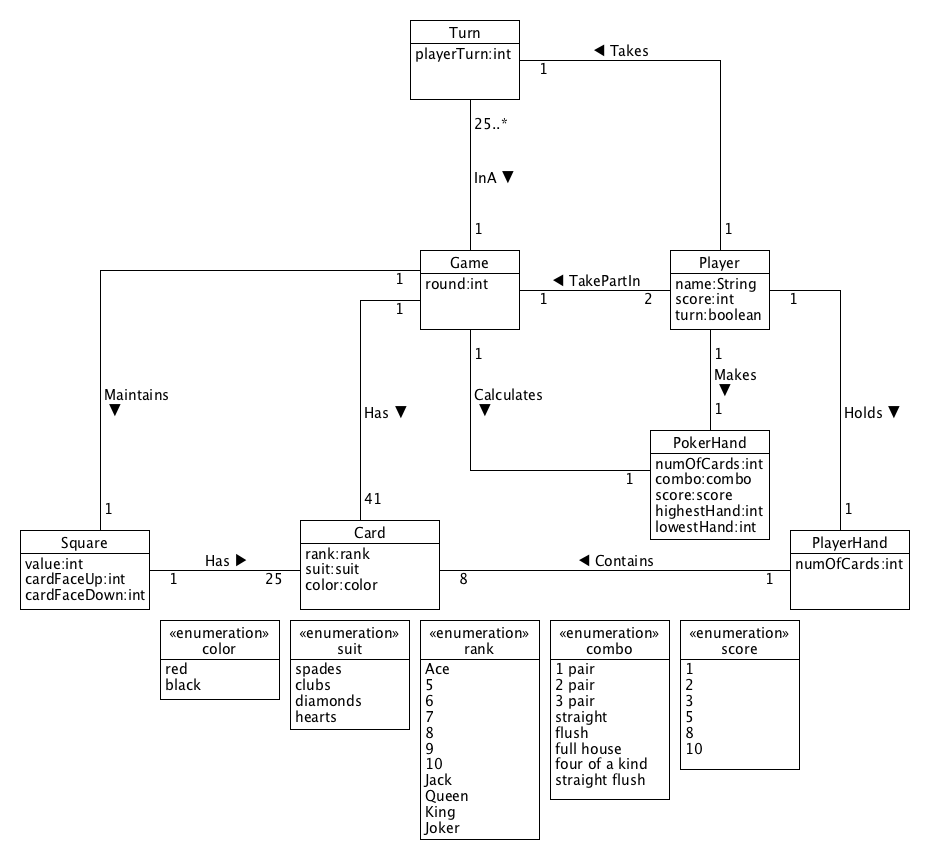 Turn
playerTurn:int
◀ Takes
1
25..*
InA ▼
1
1
Game
round:int
◀ TakePartIn
1
2
Player
name:String
score:int
turn:boolean
1
1
1
1
Maintains
▼
Has ▼
Calculates
▼
1
Makes
▼
1
Holds ▼
PokerHand
numOfCards:int
combo:combo
score:score
highestHand:int
lowestHand:int
1
41
1
1
Square
value:int
cardFaceUp:int
cardFaceDown:int
Has ▶
1
25
Card
rank:rank
suit:suit
color:color
◀ Contains
8
1
PlayerHand
numOfCards:int
«enumeration»
color
red
black
«enumeration»
suit
spades
clubs
diamonds
hearts
«enumeration»
rank
Ace
5
6
7
8
9
10
Jack
Queen
King
Joker
«enumeration»
combo
1 pair
2 pair
3 pair
straight
flush
full house
four of a kind
straight flush
«enumeration»
score
1
2
3
5
8
10